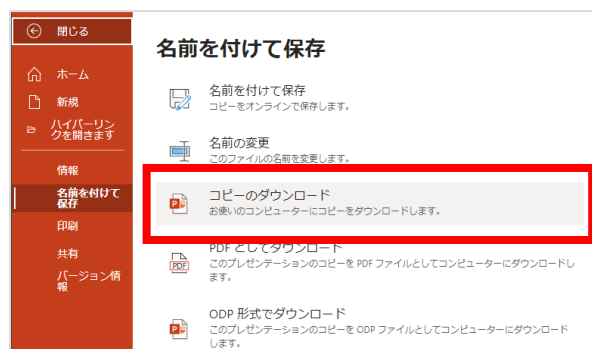 閉じる
ホーム
新規
ハイパーリン
クを開きます
情報
名前を付けて
保存
印刷
共有
バージョン情
報
名前を付けて保存
名前を付けて保存
コピーをオンラインで保存します。
名前の変更
このファイルの名前を変更します。
コピーのダウンロード
お使いのコンピューターにコピーをダウンロードします。
PDF としてダウンロード
このプレゼンテーションのコピーを PDF ファイルとしてコンピューターにダウンロードし
ます。
ODP 形式でダウンロード
このプレゼンテーションのコピーを ODP ファイルとしてコンピューターにダウンロード
します。